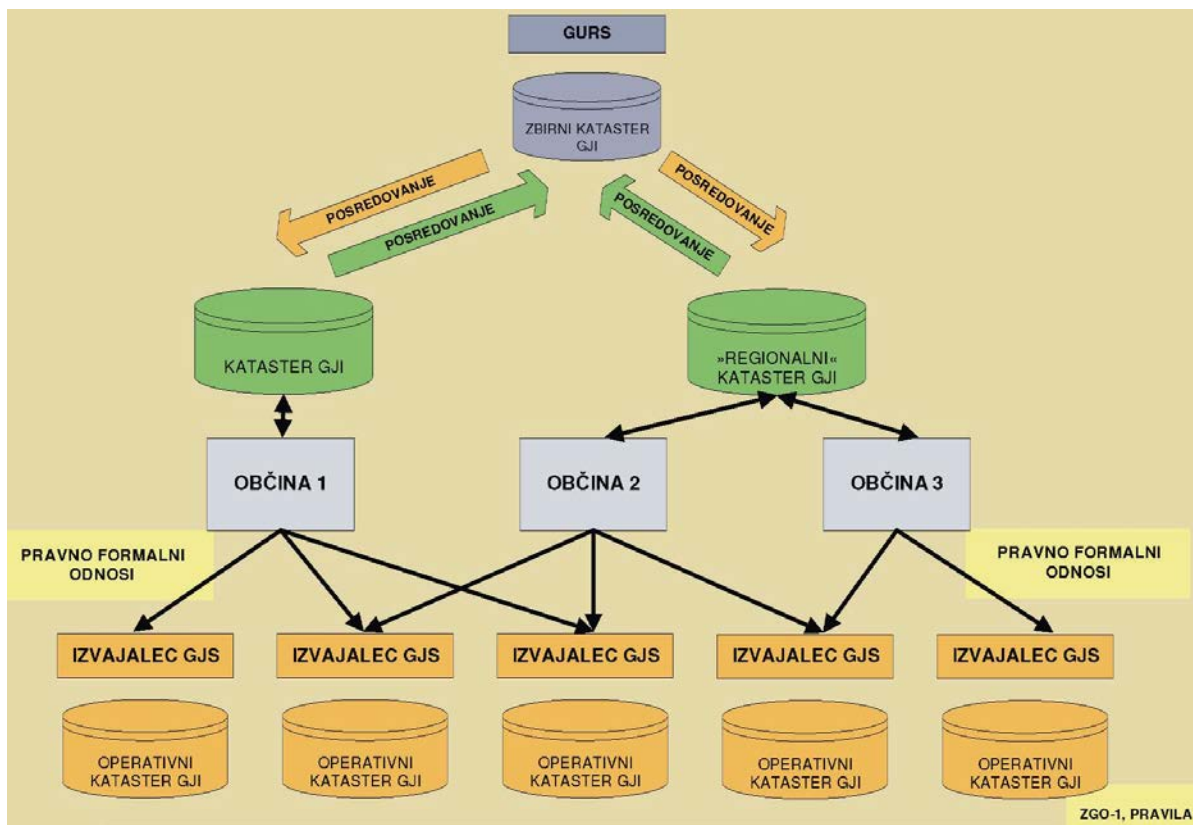 GURS
ZBIRNI KATASTER
GJI
POSREDOVANJE
POSREDOVANJE
POSREDOVANJE
POSREDOVANJE
KATASTER GJI
»REGIONALNI«
KATASTER GJI
OBČINA 1
OBČINA 2
OBČINA 3
PRAVNO FORMALNI
ODNOSI
PRAVNO FORMALNI
ODNOSI
IZVAJALEC GJS
IZVAJALEC GJS
IZVAJALEC GJS
IZVAJALEC GJS
IZVAJALEC GJS
OPERATIVNI
KATASTER GJI
OPERATIVNI
KATASTER GJI
OPERATIVNI
KATASTER GJI
OPERATIVNI
KATASTER GJI
OPERATIVNI
KATASTER GJI
ZGO-1, PRAVILA